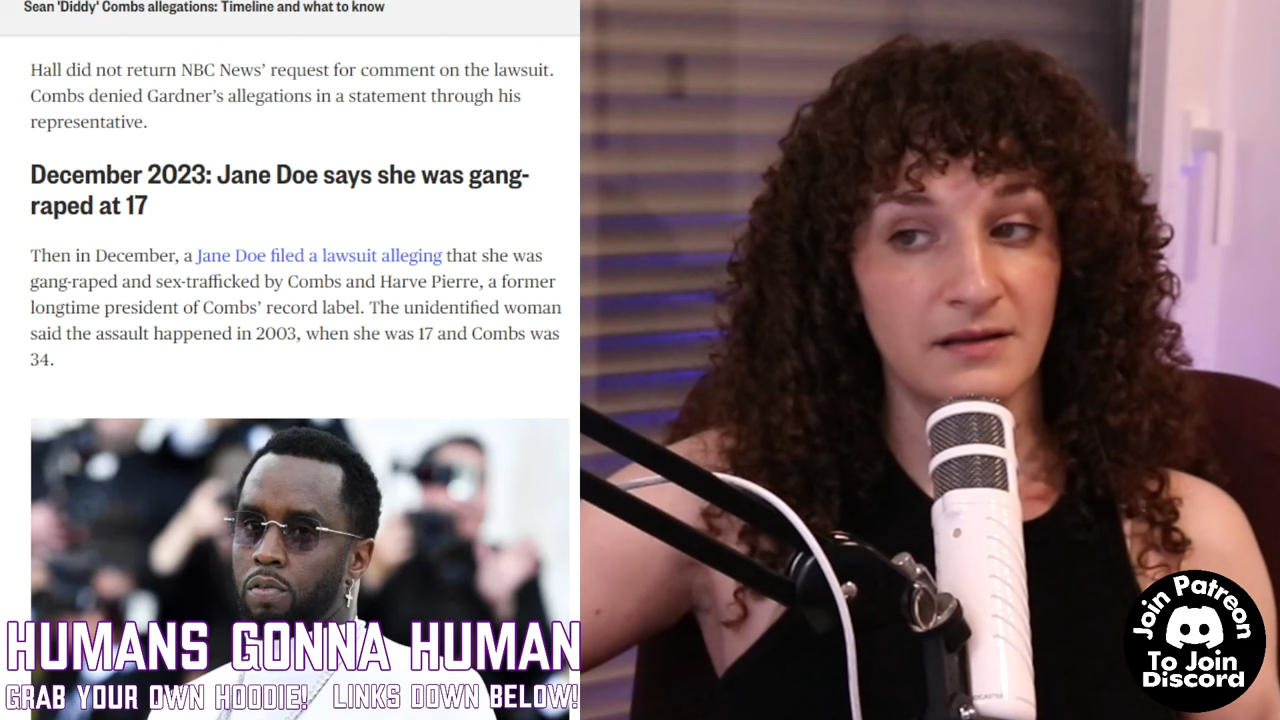 Sean 'Diddy' Combs allegations: Timeline and what to know
Hall did not return NBC News’ request for comment on the lawsuit.
Combs denied Gardner’s allegations in a statement through his
representative.
December 2023: Jane Doe says she was gang-
raped at 17
Then in December, a Jane Doe filed a lawsuit alleging that she was
gang-raped and sex-trafficked by Combs and Harve Pierre, a former
longtime president of Combs’ record label. The unidentified woman
said the assault happened in 2003, when she was 17 and Combs was
34.
HUMANS GONNA HUMAN
GRAB YOUR OWN HOODIE! LINKS DOWN BELOW!
Join Patreon
To Join
Discord